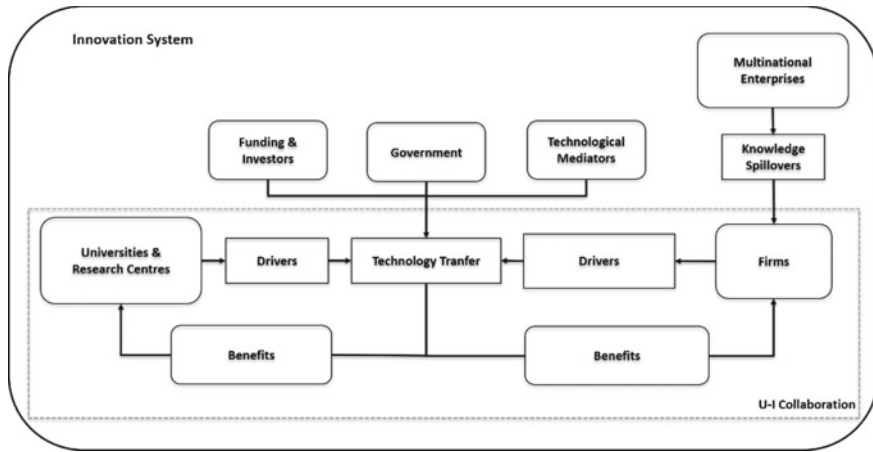 Innovation System
Multinational
Enterprises
Funding &
Investors
Government
Technological
Mediators
Knowledge
Spillovers
Universities &
Research Centres
Drivers
Technology Tranfer
Drivers
Firms
Benefits
Benefits
U-I Collaboration